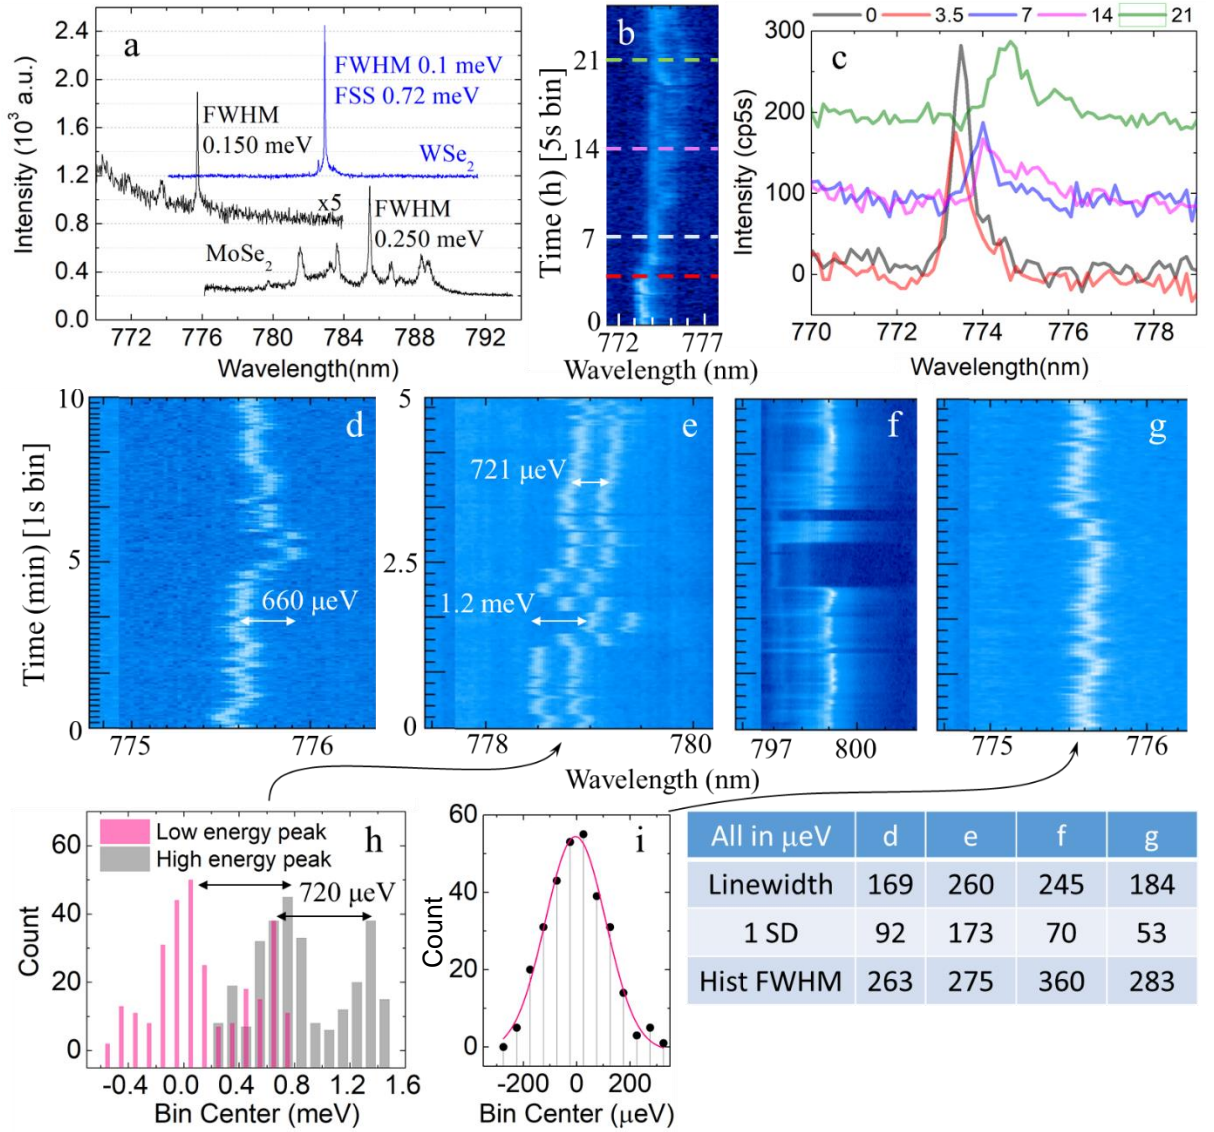 a
Intensity (10³ a.u.)
2.4
2.0
1.6
1.2
0.8
0.4
0.0
FWHM 0.1 meV
FSS 0.72 meV
FWHM
0.150 meV
WSe₂
x5
FWHM
0.250 meV
MoSe₂
772 776 780 784 788 792
Wavelength(nm)
b
Time (h) [5s bin]
21
14
7
0
772 777
Wavelength (nm)
0 3.5 7 14 21
c
Intensity (cp5s)
300
200
100
0
770 772 774 776 778
Wavelength(nm)
Time (min) [1s bin]
10
5
0
d
660 μeV
775 776
5
2.5
0
e
721 μeV
1.2 meV
778 780
f
797 800
g
775 776
Wavelength (nm)
h
Low energy peak
High energy peak
720 μeV
Count
60
40
20
0
-0.4 0.0 0.4 0.8 1.2 1.6
Bin Center (meV)
i
Count
60
40
20
0
-200 0 200
Bin Center (μeV)
All in μeV d e f g
Linewidth 169 260 245 184
1 SD 92 173 70 53
Hist FWHM 263 275 360 283